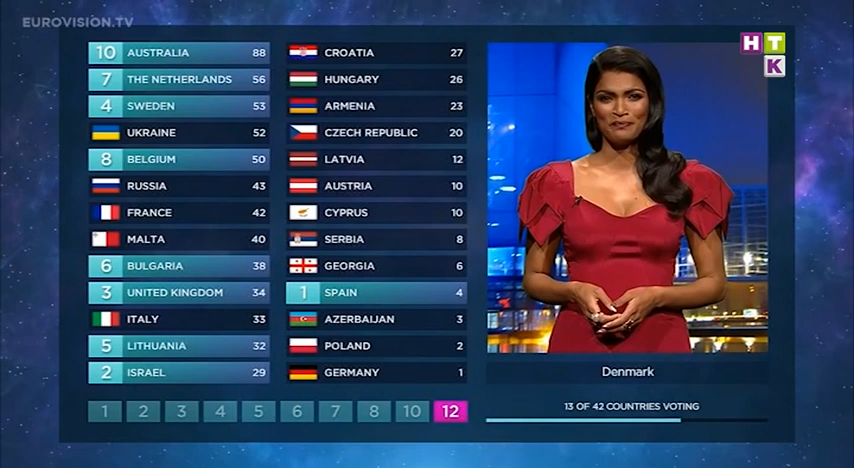 EUROVISION.TV
HTK
10 AUSTRALIA 88
7 THE NETHERLANDS 56
4 SWEDEN 53
UKRAINE 52
8 BELGIUM 50
RUSSIA 43
FRANCE 42
MALTA 40
6 BULGARIA 38
3 UNITED KINGDOM 34
ITALY 33
5 LITHUANIA 32
2 ISRAEL 29
CROATIA 27
HUNGARY 26
ARMENIA 23
CZECH REPUBLIC 20
LATVIA 12
AUSTRIA 10
CYPRUS 10
SERBIA 8
GEORGIA 6
1 SPAIN 4
AZERBAIJAN 3
POLAND 2
GERMANY 1
1 2 3 4 5 6 7 8 10 12
Denmark
13 OF 42 COUNTRIES VOTING